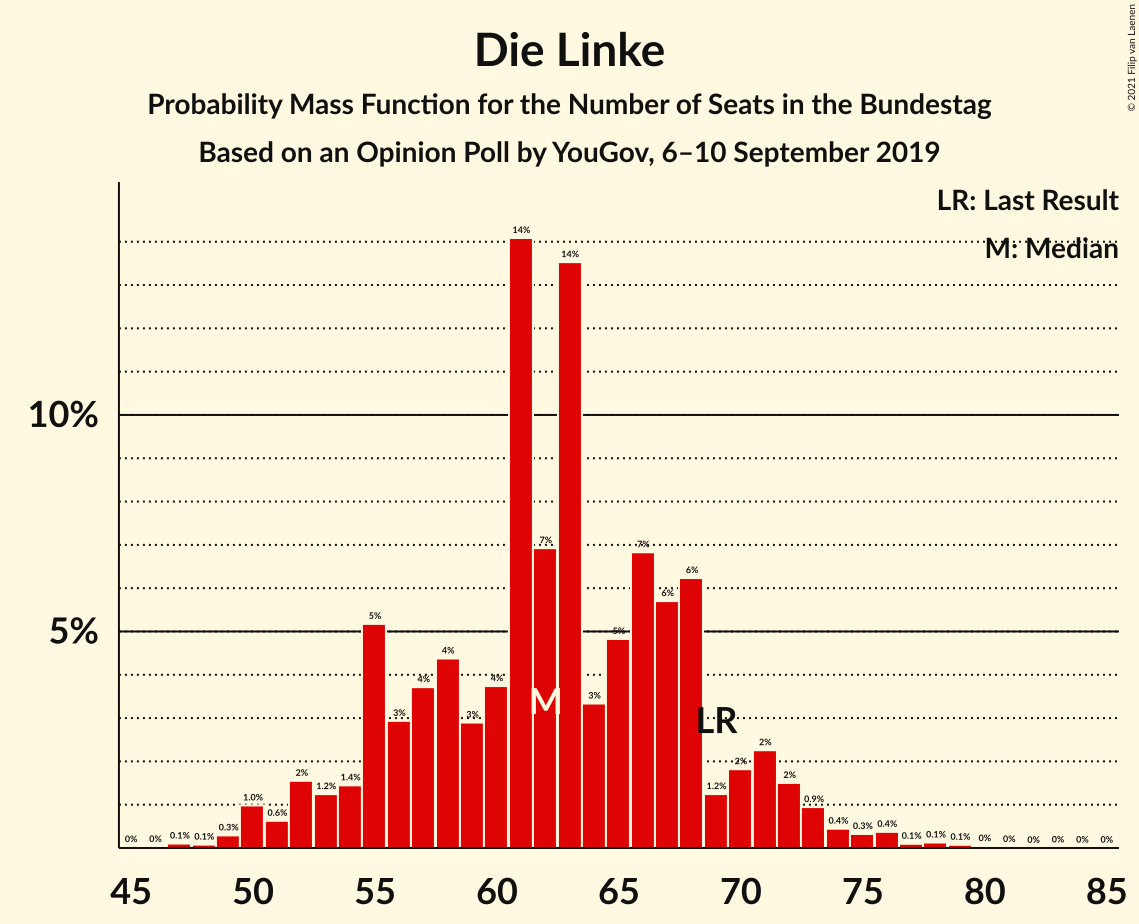 Die Linke
Probability Mass Function for the Number of Seats in the Bundestag
Based on an Opinion Poll by YouGov, 6–10 September 2019
© 2021 Filip van Laenen
LR: Last Result
M: Median
10%
5%
0% 0% 0.1% 0.1% 0.3% 1.0% 0.6% 2% 1.2% 1.4% 5% 3% 4% 4% 3% 4% 14% 7% 14% 3% 5% 7% 6% 6% 1.2% 2% 2% 2% 0.9% 0.4% 0.3% 0.4% 0.1% 0.1% 0.1% 0% 0% 0% 0% 0% 0%
M
LR
45 50 55 60 65 70 75 80 85